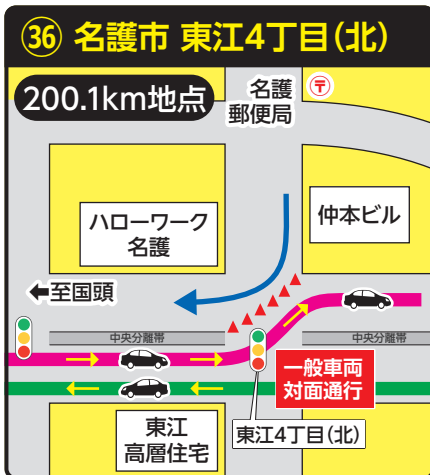 ㊱ 名護市 東江4丁目(北)
200.1km地点
名護
郵便局
〒
ハローワーク
名護
仲本ビル
←至国頭
中央分離帯
中央分離帯
一般車両
対面通行
東江4丁目(北)
東江
高層住宅